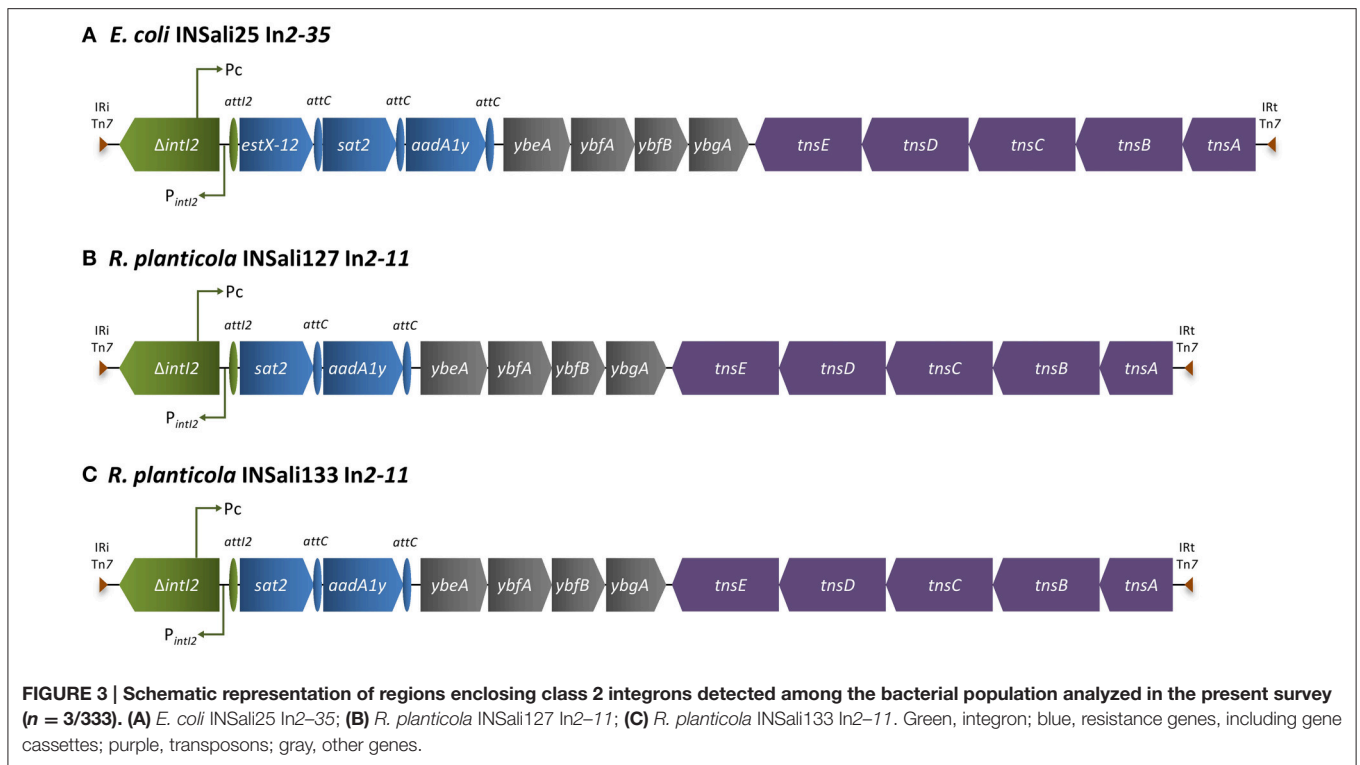 A E. coli INSali25 In2-35
Pc
IRi
Tn7
attI2
attC
attC
attC
IRt
Tn7
ΔintI2
estX-12
sat2
aadA1y
ybeA
ybfA
ybfB
ybgA
tnsE
tnsD
tnsC
tnsB
tnsA
PintI2
B R. planticola INSali127 In2-11
Pc
IRi
Tn7
attI2
attC
attC
IRt
Tn7
ΔintI2
sat2
aadA1y
ybeA
ybfA
ybfB
ybgA
tnsE
tnsD
tnsC
tnsB
tnsA
PintI2
C R. planticola INSali133 In2-11
Pc
IRi
Tn7
attI2
attC
attC
IRt
Tn7
ΔintI2
sat2
aadA1y
ybeA
ybfA
ybfB
ybgA
tnsE
tnsD
tnsC
tnsB
tnsA
PintI2
FIGURE 3 | Schematic representation of regions enclosing class 2 integrons detected among the bacterial population analyzed in the present survey
(n = 3/333). (A) E. coli INSali25 In2–35; (B) R. planticola INSali127 In2–11; (C) R. planticola INSali133 In2–11. Green, integron; blue, resistance genes, including gene
cassettes; purple, transposons; gray, other genes.